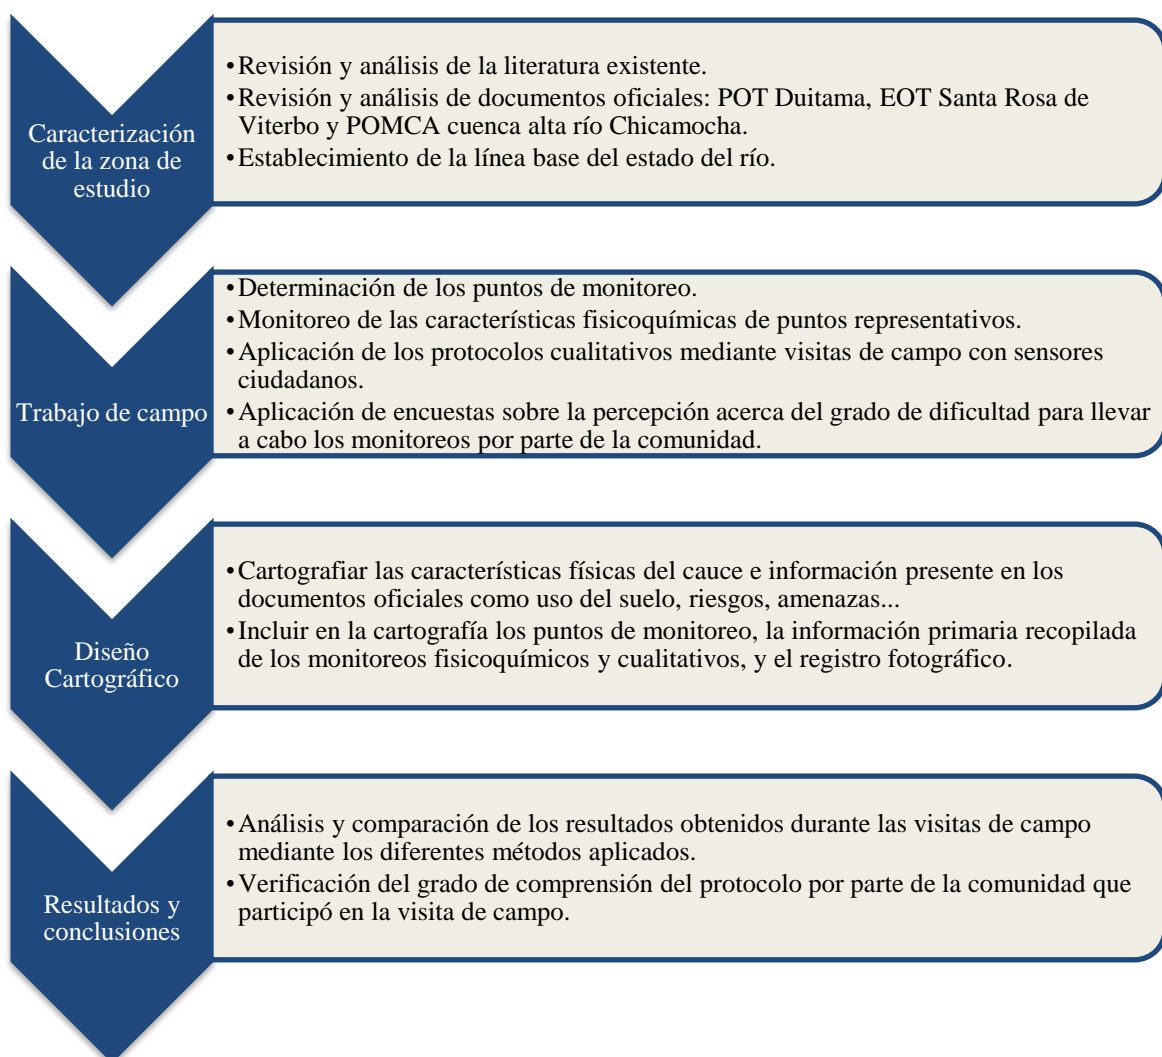 Caracterización
de la zona de
estudio
•Revisión y análisis de la literatura existente.
•Revisión y análisis de documentos oficiales: POT Duitama, EOT Santa Rosa de
Viterbo y POMCA cuenca alta río Chicamocha.
•Establecimiento de la línea base del estado del río.
Trabajo de campo
•Determinación de los puntos de monitoreo.
•Monitoreo de las características fisicoquímicas de puntos representativos.
•Aplicación de los protocolos cualitativos mediante visitas de campo con sensores
ciudadanos.
•Aplicación de encuestas sobre la percepción acerca del grado de dificultad para llevar
a cabo los monitoreos por parte de la comunidad.
Diseño
Cartográfico
•Cartografiar las características físicas del cauce e información presente en los
documentos oficiales como uso del suelo, riesgos, amenazas...
•Incluir en la cartografía los puntos de monitoreo, la información primaria recopilada
de los monitoreos fisicoquímicos y cualitativos, y el registro fotográfico.
Resultados y
conclusiones
•Análisis y comparación de los resultados obtenidos durante las visitas de campo
mediante los diferentes métodos aplicados.
•Verificación del grado de comprensión del protocolo por parte de la comunidad que
participó en la visita de campo.